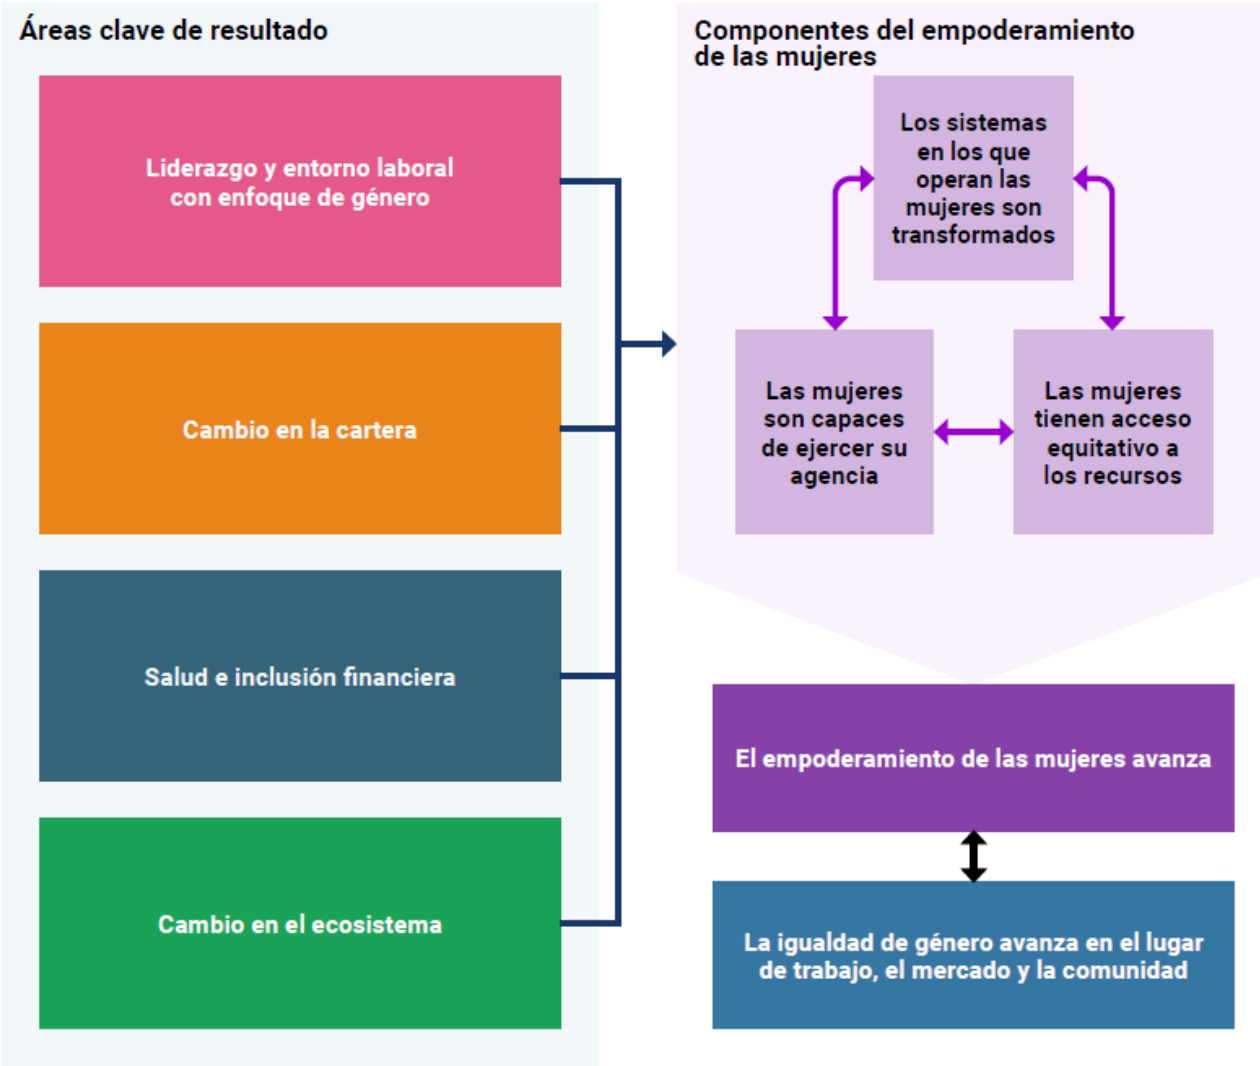 Áreas clave de resultado
Liderazgo y entorno laboral
con enfoque de género
Cambio en la cartera
Salud e inclusión financiera
Cambio en el ecosistema
Componentes del empoderamiento
de las mujeres
Los sistemas
en los que
operan las
mujeres son
transformados
Las mujeres
son capaces
de ejercer su
agencia
Las mujeres
tienen acceso
equitativo a
los recursos
El empoderamiento de las mujeres avanza
La igualdad de género avanza en el lugar
de trabajo, el mercado y la comunidad